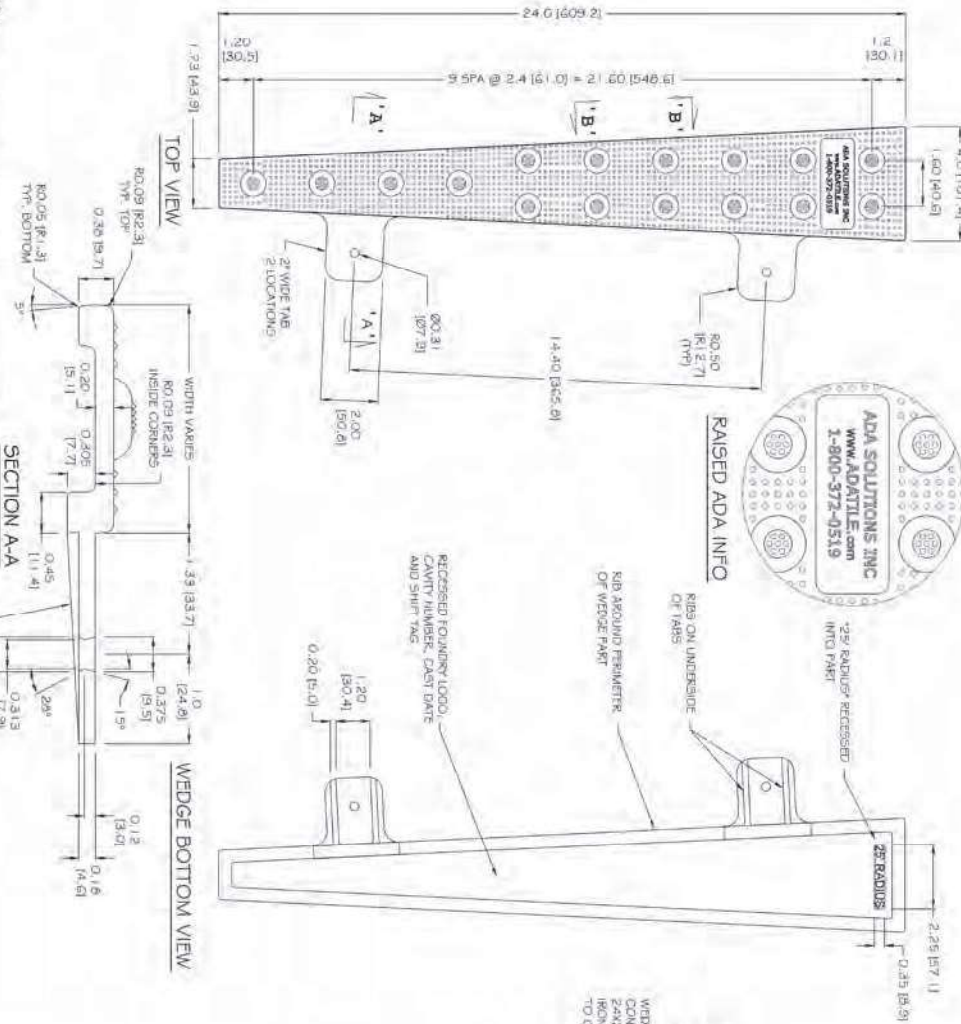 24.0 [609.2]
1.20
[30.5]
1.2
[30.1]
9 SPA @ 2.4 [61.0] = 21.60 [548.6]
1.73 [43.9]
1.60 [40.6]
'A'
'B'
'B'
ADA SOLUTIONS INC
www.ADATILE.com
1-800-372-0519
TOP VIEW
2" WIDE TAB
2 LOCATIONS
'A'
Ø0.31
[Ø7.9]
R0.50
[R12.7]
(TYP)
2.00
[50.8]
14.40 [365.8]
ADA SOLUTIONS INC
www.ADATILE.com
1-800-372-0519
RAISED ADA INFO
R0.09 [R2.3]
TYP. TOP
0.38 [9.7]
R0.05 [R1.3]
TYP. BOTTOM
5°
WIDTH VARIES
R0.09 [R2.3]
INSIDE CORNERS
0.20
[5.1]
0.305
[7.7]
0.45
[11.4]
1.33 [33.7]
1.0
[24.8]
0.375
[9.5]
15°
28°
0.313
[7.9]
0.12
[3.0]
0.18
[4.6]
SECTION A-A
RIBS ON UNDERSIDE
OF TABS
RIB AROUND PERIMETER
OF WEDGE PART
RECESSED FOUNDRY LOGO,
CAVITY NUMBER, CAST DATE
AND SHIFT TAG
"25' RADIUS" RECESSED
INTO PART
25' RADIUS
2.25 [57.1]
0.35 [8.9]
1.20
[30.4]
0.20 [5.0]
WEDGE BOTTOM VIEW